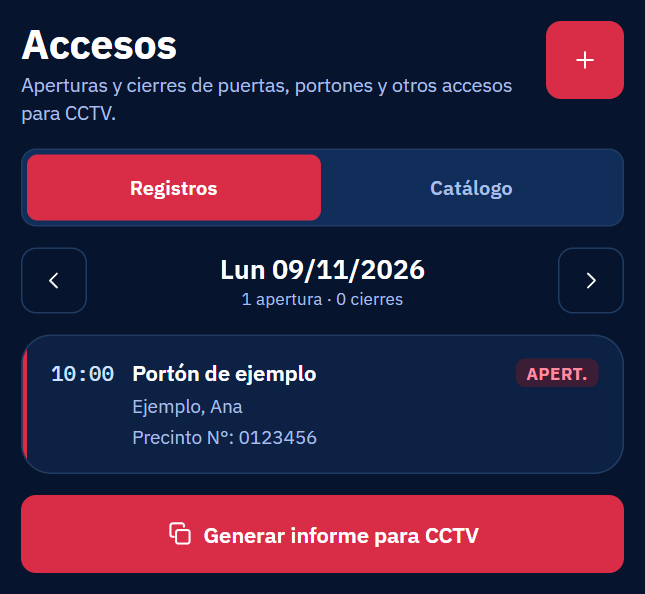 Accesos
Aperturas y cierres de puertas, portones y otros accesos
para CCTV.
Registros
Catálogo
Lun 09/11/2026
1 apertura · 0 cierres
10:00 Portón de ejemplo APERT.
Ejemplo, Ana
Precinto N°: 0123456
Generar informe para CCTV